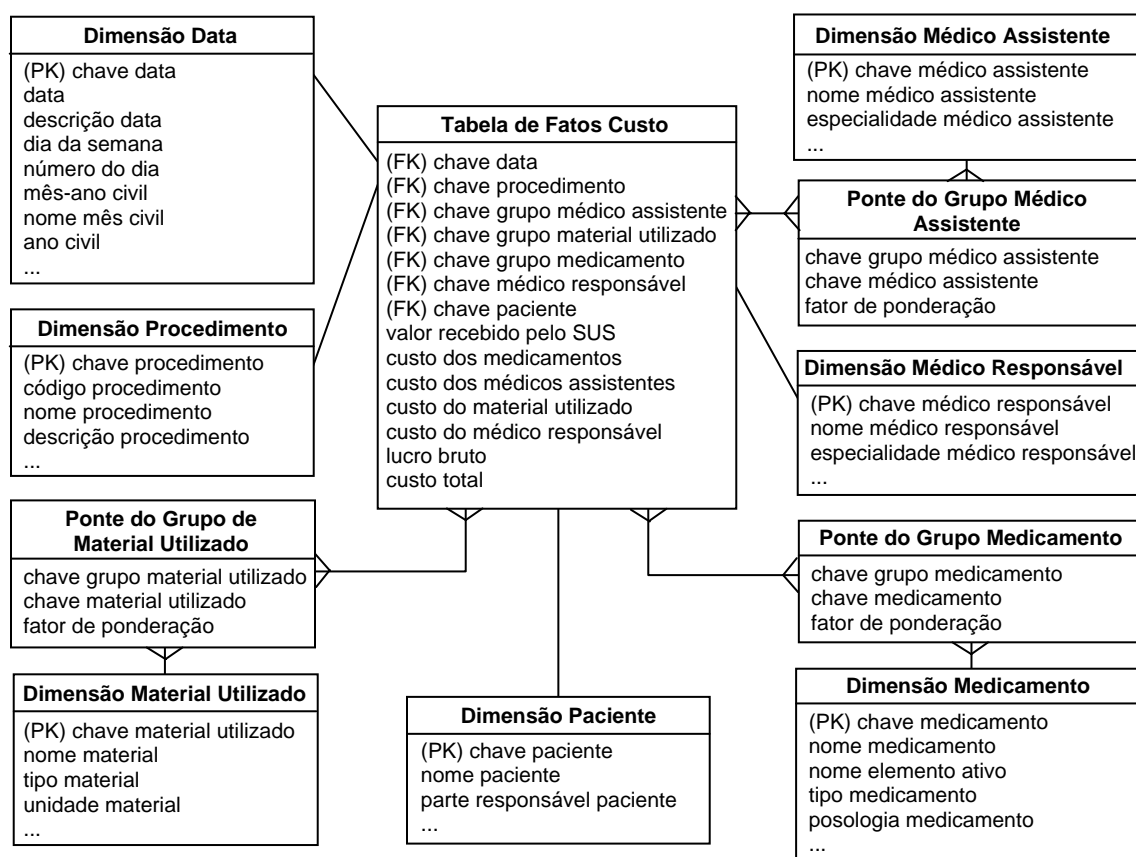 Dimensão Data
(PK) chave data
data
descrição data
dia da semana
número do dia
mês-ano civil
nome mês civil
ano civil
...
Dimensão Procedimento
(PK) chave procedimento
código procedimento
nome procedimento
descrição procedimento
...
Ponte do Grupo de
Material Utilizado
chave grupo material utilizado
chave material utilizado
fator de ponderação
Dimensão Material Utilizado
(PK) chave material utilizado
nome material
tipo material
unidade material
...
Tabela de Fatos Custo
(FK) chave data
(FK) chave procedimento
(FK) chave grupo médico assistente
(FK) chave grupo material utilizado
(FK) chave grupo medicamento
(FK) chave médico responsável
(FK) chave paciente
valor recebido pelo SUS
custo dos medicamentos
custo dos médicos assistentes
custo do material utilizado
custo do médico responsável
lucro bruto
custo total
Dimensão Paciente
(PK) chave paciente
nome paciente
parte responsável paciente
...
Dimensão Médico Assistente
(PK) chave médico assistente
nome médico assistente
especialidade médico assistente
...
Ponte do Grupo Médico
Assistente
chave grupo médico assistente
chave médico assistente
fator de ponderação
Dimensão Médico Responsável
(PK) chave médico responsável
nome médico responsável
especialidade médico responsável
...
Ponte do Grupo Medicamento
chave grupo medicamento
chave medicamento
fator de ponderação
Dimensão Medicamento
(PK) chave medicamento
nome medicamento
nome elemento ativo
tipo medicamento
posologia medicamento
...